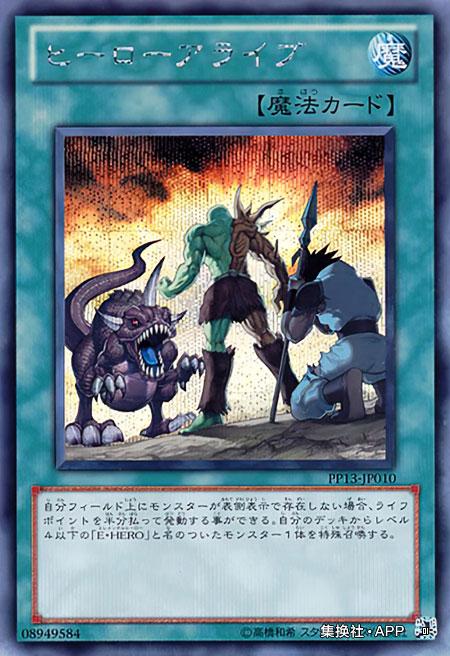 ヒーローアライブ
魔
【魔法カード】
PP13-JP010
自分フィールド上にモンスターが表側表示で存在しない場合、ライフ
ポイントを半分払って発動する事ができる。自分のデッキからレベル
4以下の「E・HERO」と名のついたモンスター1体を特殊召喚する。
08949584
©高橋和希 スタ
集換社・APP